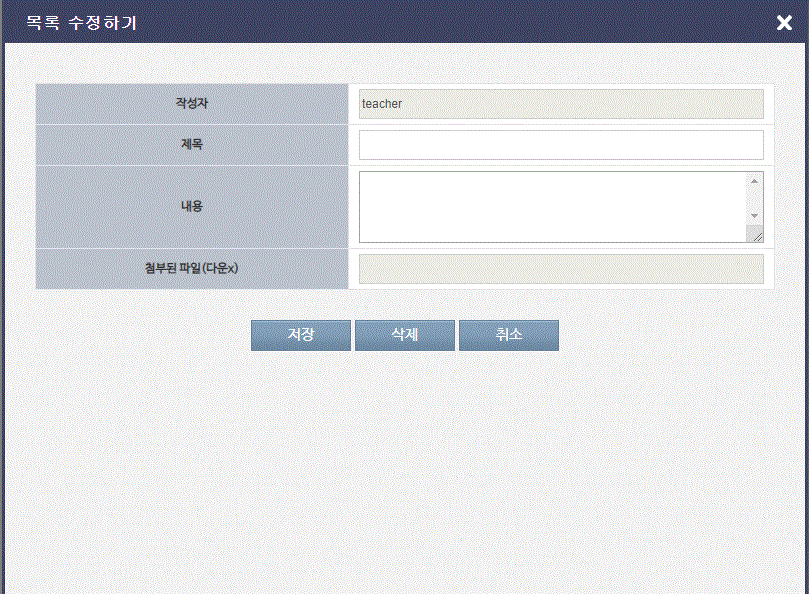 목록 수정하기
작성자 teacher
제목
내용
첨부된 파일(다운x)
저장 삭제 취소